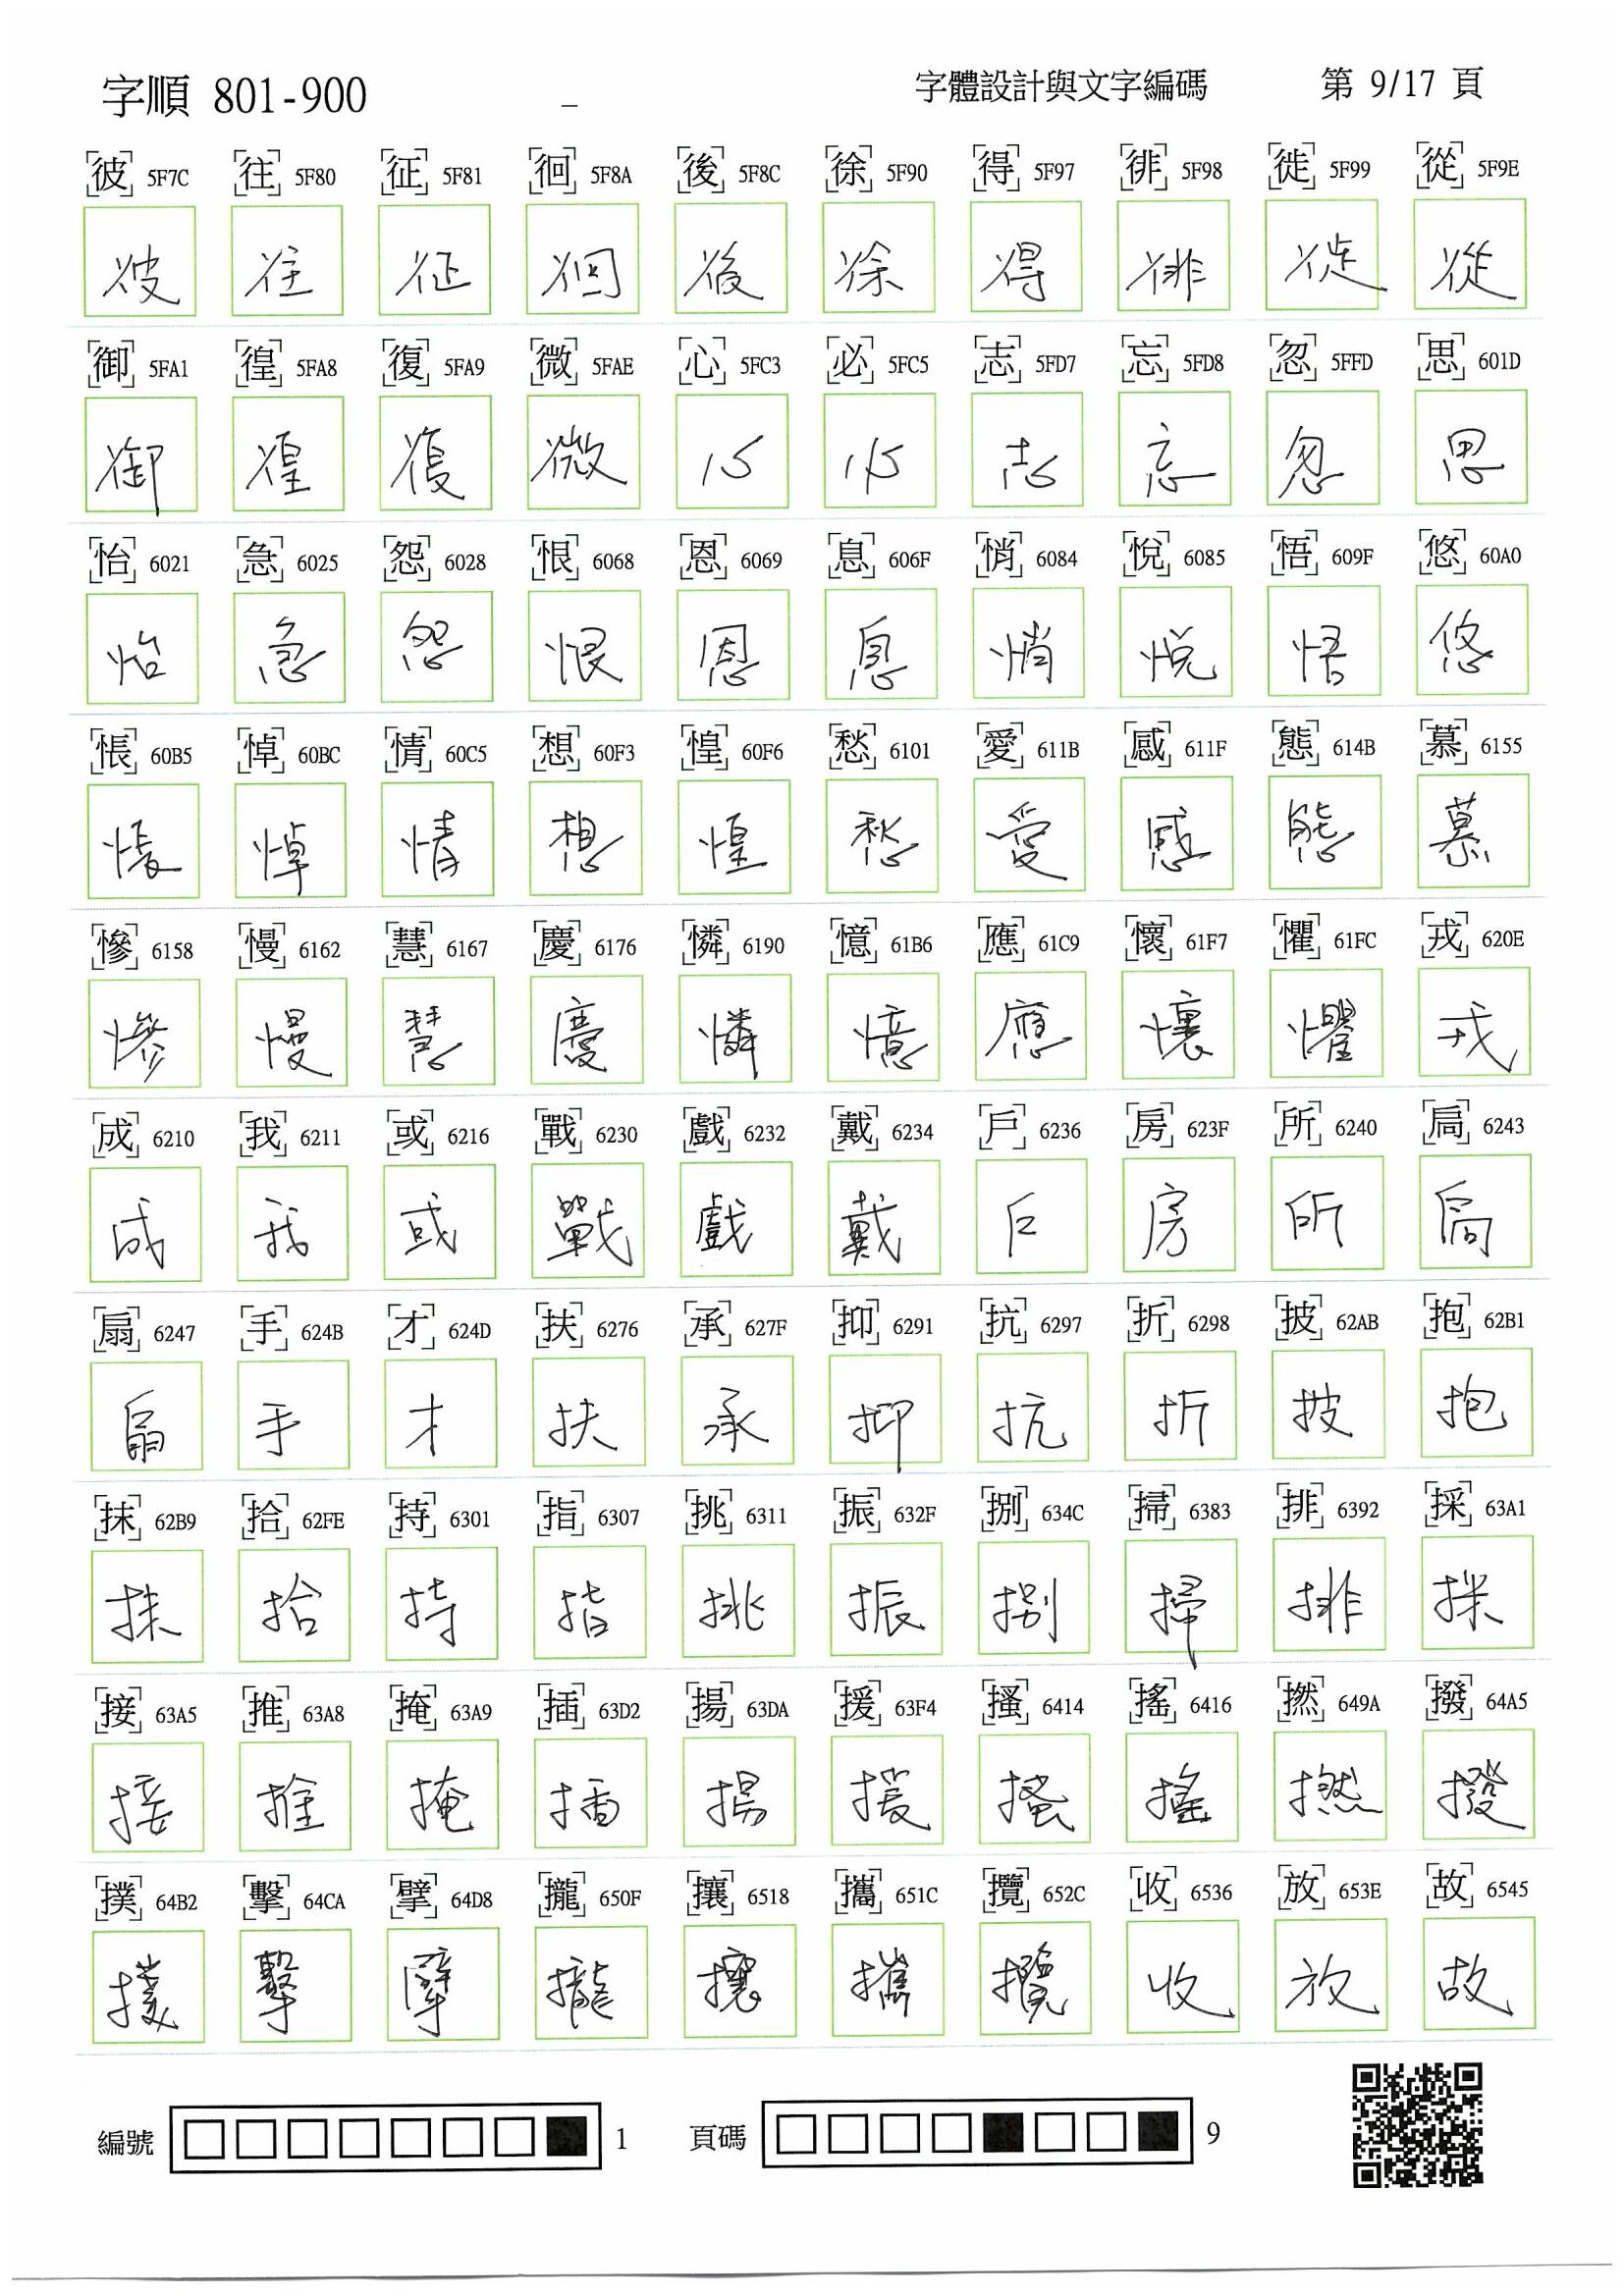 字順 801-900 _ 字體設計與文字編碼 第 9/17 頁
彼 5F7C 往 5F80 征 5F81 徊 5F8A 後 5F8C 徐 5F90 得 5F97 徘 5F98 徙 5F99 從 5F9E
彼 往 征 徊 後 徐 得 徘 徙 從
御 5FA1 徨 5FA8 復 5FA9 微 5FAE 心 5FC3 必 5FC5 志 5FD7 忘 5FD8 忽 5FFD 思 601D
御 徨 復 微 心 必 志 忘 忽 思
怡 6021 急 6025 怨 6028 恨 6068 恩 6069 息 606F 悄 6084 悅 6085 悟 609F 悠 60A0
怡 急 怨 恨 恩 息 悄 悅 悟 悠
悵 60B5 悼 60BC 情 60C5 想 60F3 惶 60F6 愁 6101 愛 611B 感 611F 態 614B 慕 6155
悵 悼 情 想 惶 愁 愛 感 態 慕
慘 6158 慢 6162 慧 6167 慶 6176 憐 6190 憶 61B6 應 61C9 懷 61F7 懼 61FC 戎 620E
慘 慢 慧 慶 憐 憶 應 懷 懼 戎
成 6210 我 6211 或 6216 戰 6230 戲 6232 戴 6234 戶 6236 房 623F 所 6240 扃 6243
成 我 或 戰 戲 戴 戶 房 所 扃
扇 6247 手 624B 才 624D 扶 6276 承 627F 抑 6291 抗 6297 折 6298 披 62AB 抱 62B1
扇 手 才 扶 承 抑 抗 折 披 抱
抹 62B9 拾 62FE 持 6301 指 6307 挑 6311 振 632F 捌 634C 掃 6383 排 6392 採 63A1
抹 拾 持 指 挑 振 捌 掃 排 採
接 63A5 推 63A8 掩 63A9 插 63D2 揚 63DA 援 63F4 搔 6414 搖 6416 撚 649A 撥 64A5
接 推 掩 插 揚 援 搔 搖 撚 撥
撲 64B2 擊 64CA 擘 64D8 攏 650F 攘 6518 攜 651C 攬 652C 收 6536 放 653E 故 6545
撲 擊 擘 攏 攘 攜 攬 收 放 故
編號 1 頁碼 9